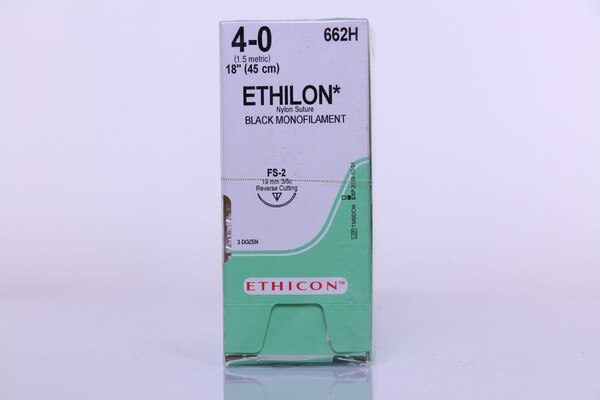 4-0 662H
(1.5 metric)
18" (45 cm)
ETHILON*
Nylon Suture
BLACK MONOFILAMENT
FS-2
19 mm 3/8c
Reverse Cutting
3 DOZEN
ETHICON™